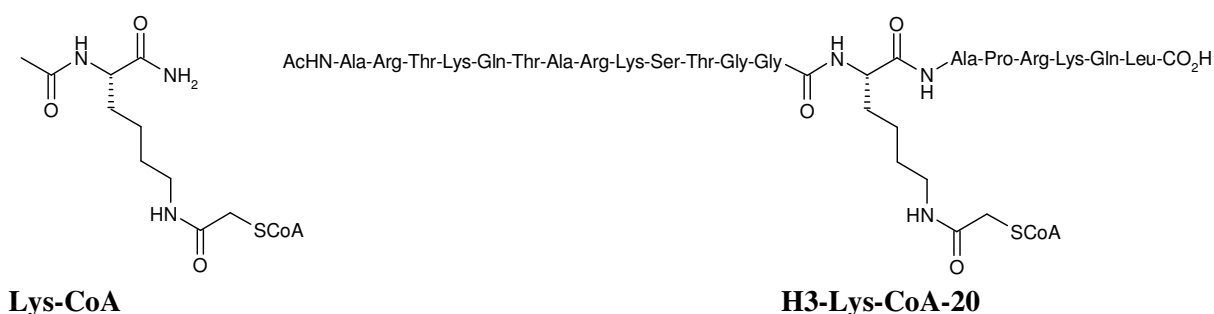 O
H
N
NH2
O
HN
SCoA
O
Lys-CoA
AcHN-Ala-Arg-Thr-Lys-Gln-Thr-Ala-Arg-Lys-Ser-Thr-Gly-Gly
O
H
N
O
N
H
Ala-Pro-Arg-Lys-Gln-Leu-CO2H
HN
SCoA
O
H3-Lys-CoA-20